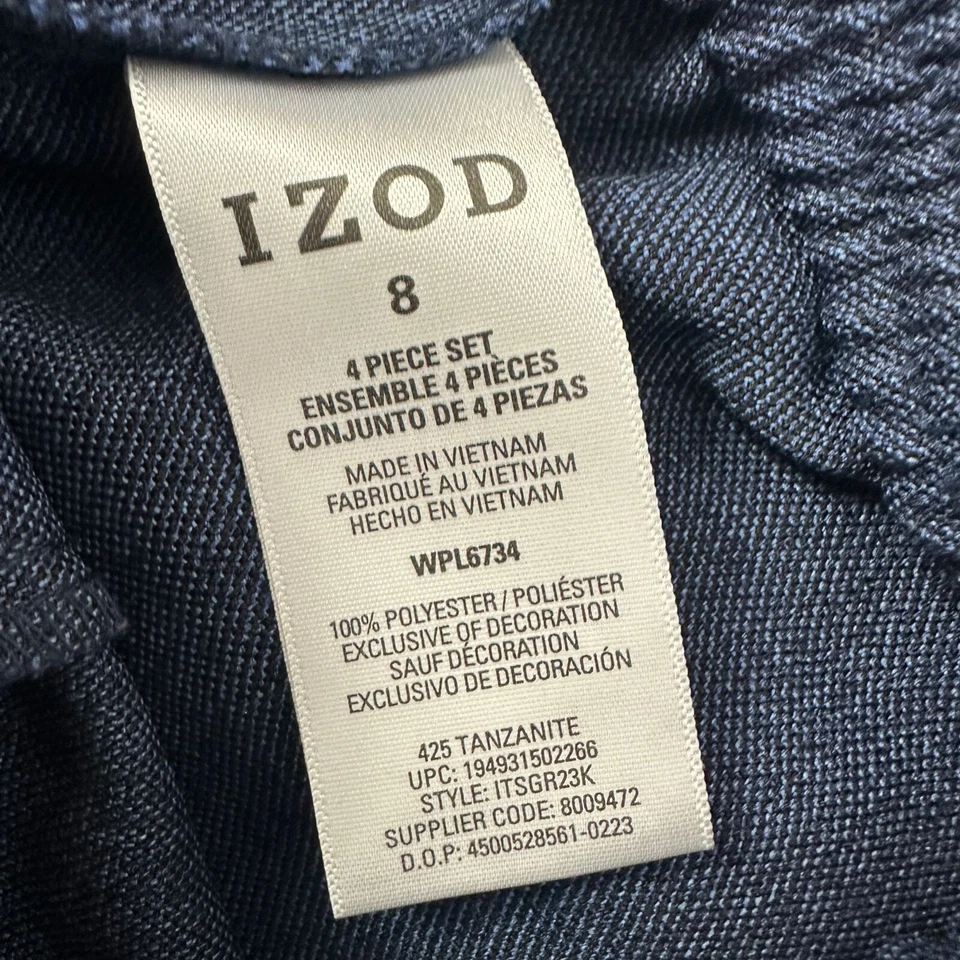 IZOD
8
4 PIECE SET
ENSEMBLE 4 PIÈCES
CONJUNTO DE 4 PIEZAS
MADE IN VIETNAM
FABRIQUÉ AU VIETNAM
HECHO EN VIETNAM
WPL6734
100% POLYESTER / POLIÉSTER
EXCLUSIVE OF DECORATION
SAUF DÉCORATION
EXCLUSIVO DE DECORACIÓN
425 TANZANITE
UPC: 194931502266
STYLE: ITSGR23K
SUPPLIER CODE: 8009472
D.O.P: 4500528561-0223